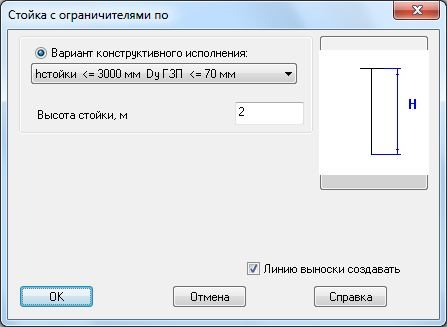 Стойка с ограничителями по
Вариант конструктивного исполнения:
hстойки <= 3000 мм Dy ГЗП <= 70 мм
Высота стойки, м
2
H
Линию выноски создавать
OK
Отмена
Справка